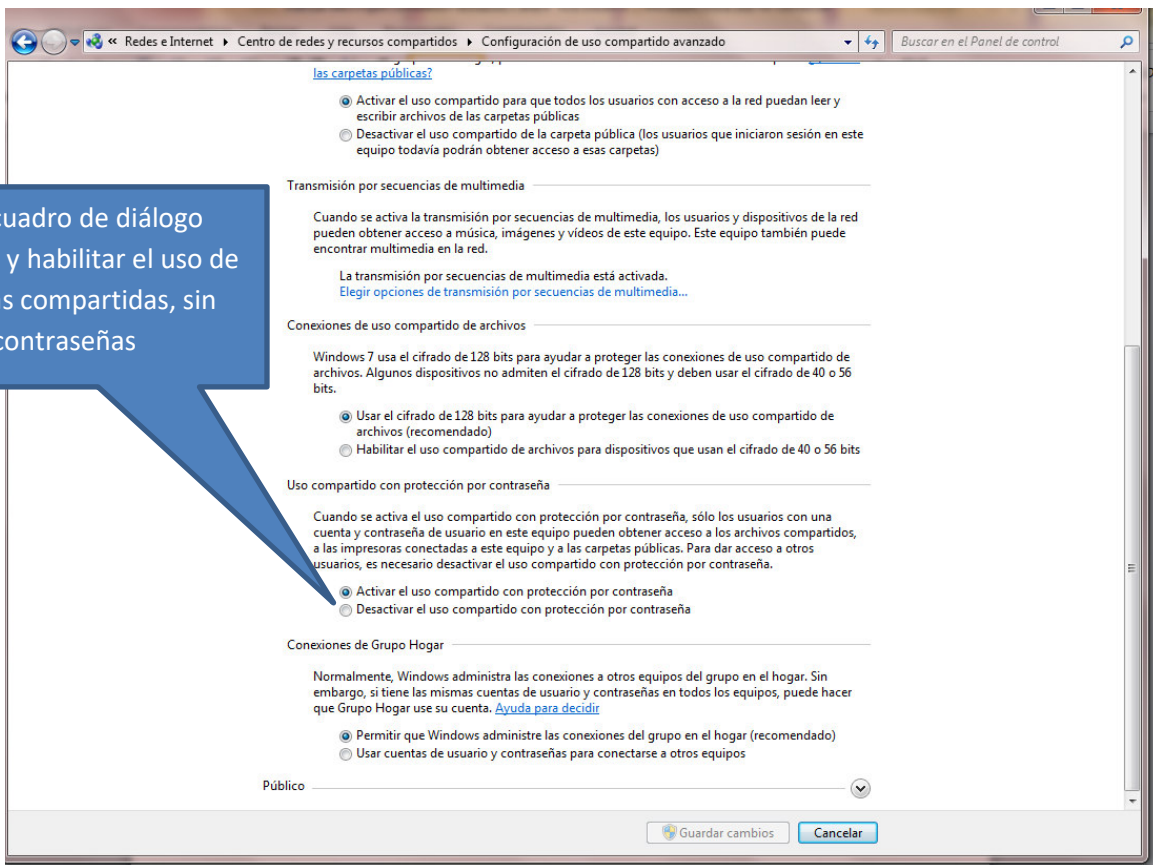 « Redes e Internet ▸ Centro de redes y recursos compartidos ▸ Configuración de uso compartido avanzado
Buscar en el Panel de control
las carpetas públicas?
Activar el uso compartido para que todos los usuarios con acceso a la red puedan leer y
escribir archivos de las carpetas públicas
Desactivar el uso compartido de la carpeta pública (los usuarios que iniciaron sesión en este
equipo todavía podrán obtener acceso a esas carpetas)
Transmisión por secuencias de multimedia
Cuando se activa la transmisión por secuencias de multimedia, los usuarios y dispositivos de la red
pueden obtener acceso a música, imágenes y vídeos de este equipo. Este equipo también puede
encontrar multimedia en la red.
La transmisión por secuencias de multimedia está activada.
Elegir opciones de transmisión por secuencias de multimedia...
Conexiones de uso compartido de archivos
Windows 7 usa el cifrado de 128 bits para ayudar a proteger las conexiones de uso compartido de
archivos. Algunos dispositivos no admiten el cifrado de 128 bits y deben usar el cifrado de 40 o 56
bits.
Usar el cifrado de 128 bits para ayudar a proteger las conexiones de uso compartido de
archivos (recomendado)
Habilitar el uso compartido de archivos para dispositivos que usan el cifrado de 40 o 56 bits
Uso compartido con protección por contraseña
Cuando se activa el uso compartido con protección por contraseña, sólo los usuarios con una
cuenta y contraseña de usuario en este equipo pueden obtener acceso a los archivos compartidos,
a las impresoras conectadas a este equipo y a las carpetas públicas. Para dar acceso a otros
usuarios, es necesario desactivar el uso compartido con protección por contraseña.
Activar el uso compartido con protección por contraseña
Desactivar el uso compartido con protección por contraseña
Conexiones de Grupo Hogar
Normalmente, Windows administra las conexiones a otros equipos del grupo en el hogar. Sin
embargo, si tiene las mismas cuentas de usuario y contraseñas en todos los equipos, puede hacer
que Grupo Hogar use su cuenta. Ayuda para decidir
Permitir que Windows administre las conexiones del grupo en el hogar (recomendado)
Usar cuentas de usuario y contraseñas para conectarse a otros equipos
Público
Guardar cambios
Cancelar
cuadro de diálogo
y habilitar el uso de
compartidas, sin
contraseñas